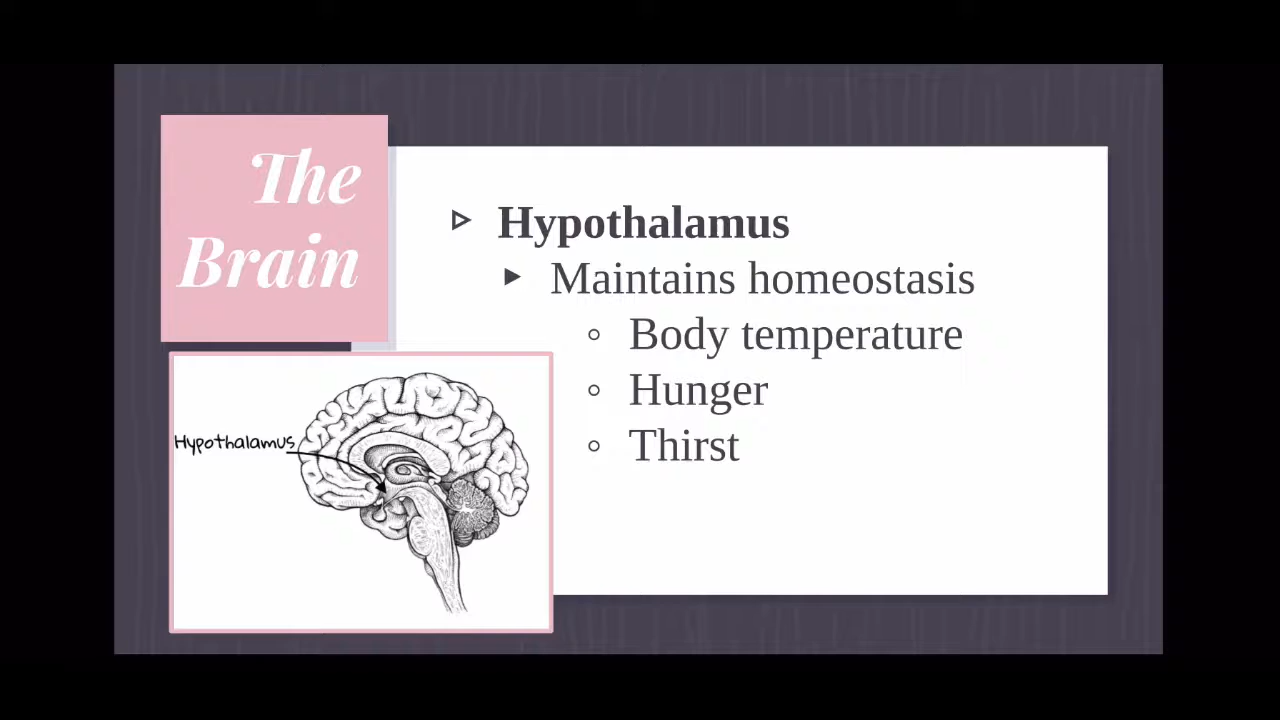 The
Brain
Hypothalamus
Maintains homeostasis
Body temperature
Hunger
Thirst
Hypothalamus